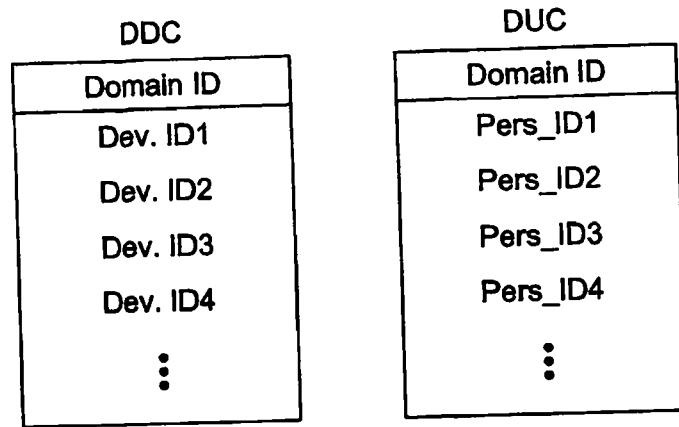 DDC
Domain ID
Dev. ID1
Dev. ID2
Dev. ID3
Dev. ID4
DUC
Domain ID
Pers_ID1
Pers_ID2
Pers_ID3
Pers_ID4